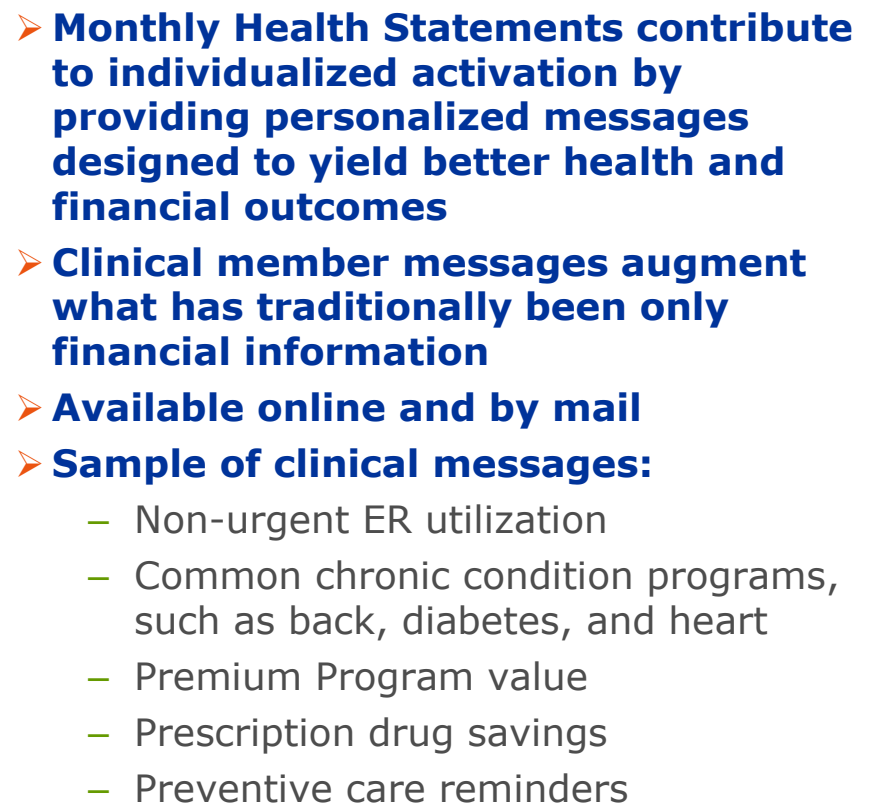 ➢ Monthly Health Statements contribute
to individualized activation by
providing personalized messages
designed to yield better health and
financial outcomes
➢ Clinical member messages augment
what has traditionally been only
financial information
➢ Available online and by mail
➢ Sample of clinical messages:
– Non-urgent ER utilization
– Common chronic condition programs,
such as back, diabetes, and heart
– Premium Program value
– Prescription drug savings
– Preventive care reminders